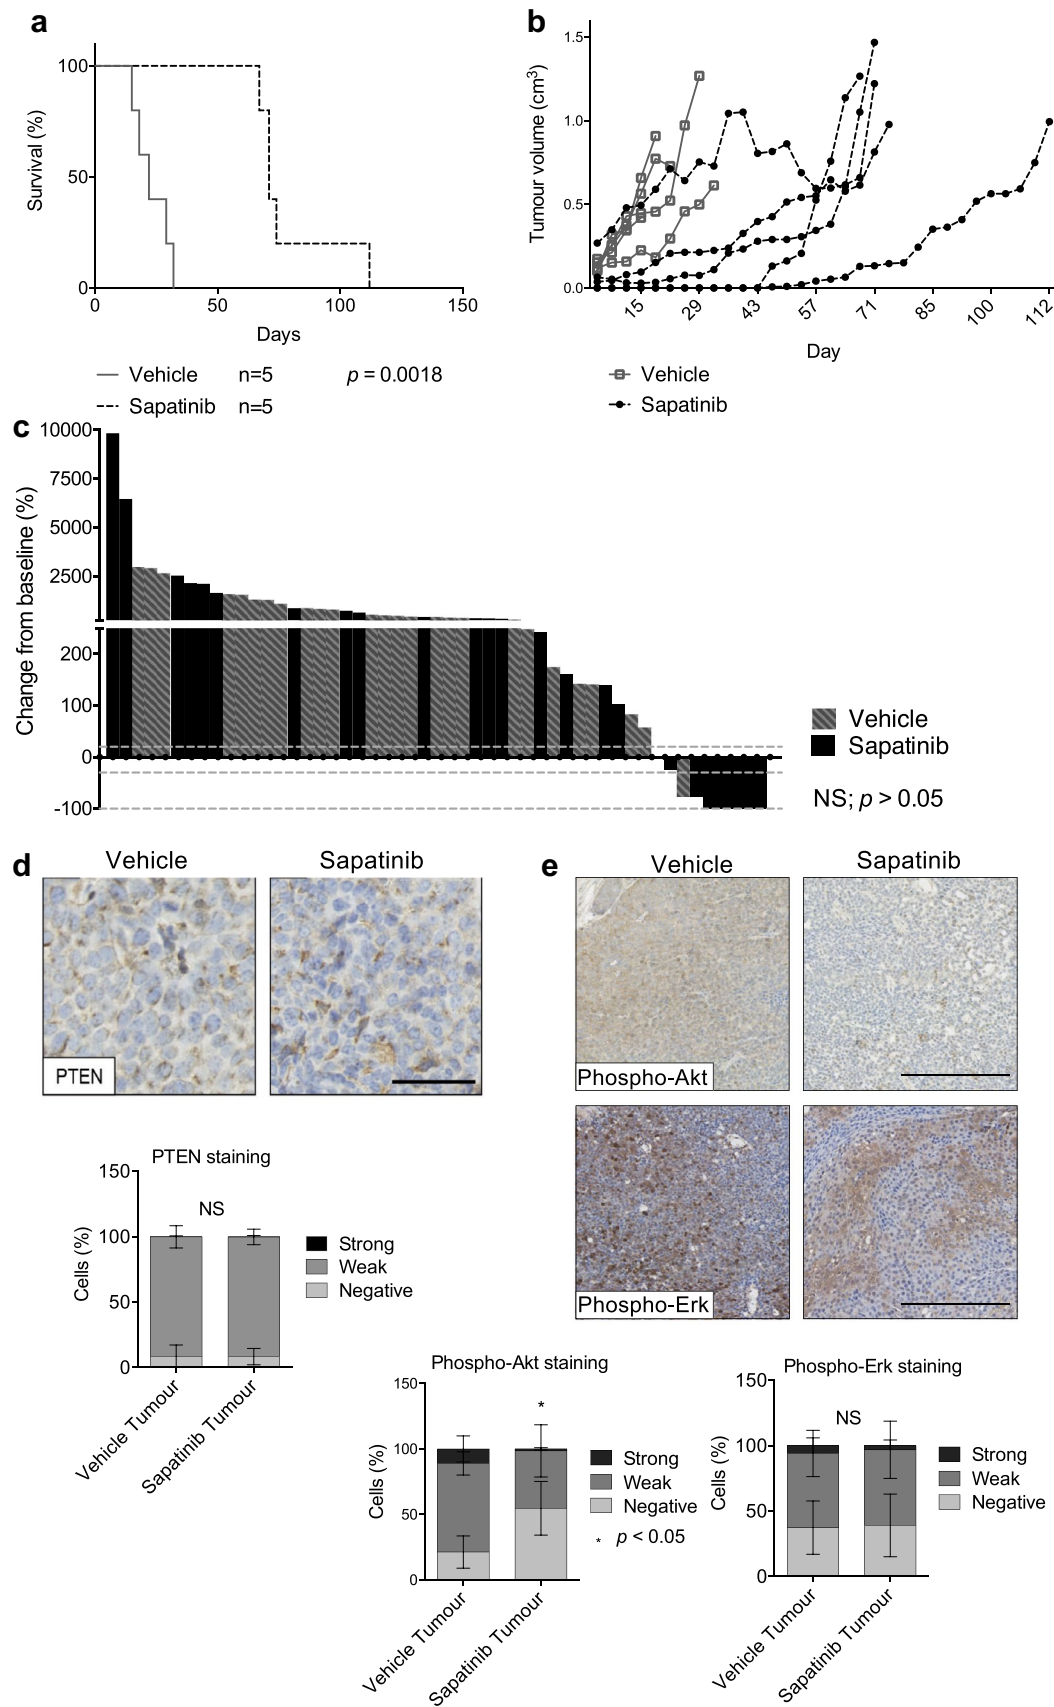 a
Survival (%)
100
50
0
0 50 100 150
Days
Vehicle n=5 p = 0.0018
Sapatinib n=5
b
Tumour volume (cm3)
1.5
1.0
0.5
0.0
15 29 43 57 71 85 100 112
Day
Vehicle
Sapatinib
c
Change from baseline (%)
10000
7500
5000
2500
200
100
0
-100
Vehicle
Sapatinib
NS; p > 0.05
d
Vehicle Sapatinib
PTEN
PTEN staining
Cells (%)
150
100
50
0
NS
Strong
Weak
Negative
Vehicle Tumour
Sapatinib Tumour
e
Vehicle Sapatinib
Phospho-Akt
Phospho-Erk
Phospho-Akt staining
Cells (%)
150
100
50
0
*
Strong
Weak
Negative
* p < 0.05
Vehicle Tumour
Sapatinib Tumour
Phospho-Erk staining
Cells (%)
150
100
50
0
NS
Strong
Weak
Negative
Vehicle Tumour
Sapatinib Tumour